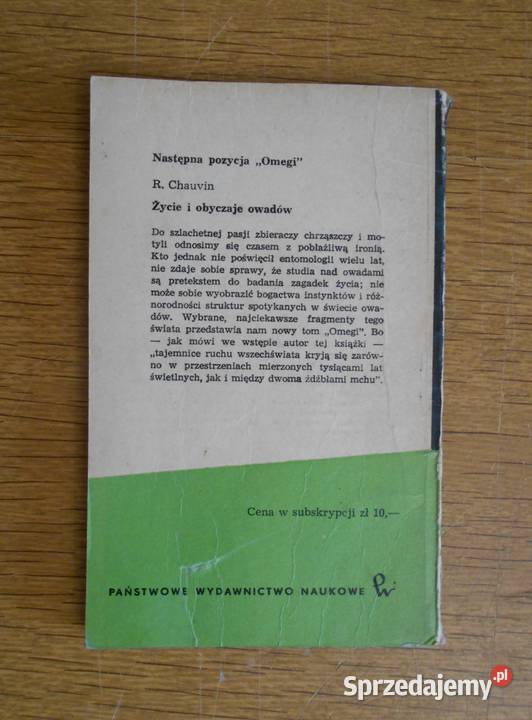 Następna pozycja „Omegi"
R. Chauvin
Życie i obyczaje owadów
Do szlachetnej pasji zbieraczy chrząszczy i mo-
tyli odnosimy się czasem z pobłażliwą ironią.
Kto jednak nie poświęcił entomologii wielu lat,
nie zdaje sobie sprawy, że studia nad owadami
są pretekstem do badania zagadek życia; nie
może sobie wyobrazić bogactwa instynktów i róż-
norodności struktur spotykanych w świecie owa-
dów. Wybrane, najciekawsze fragmenty tego
świata przedstawia nam nowy tom „Omegi". Bo
— jak mówi we wstępie autor tej książki —
„tajemnice ruchu wszechświata kryją się zarów-
no w przestrzeniach mierzonych tysiącami lat
świetlnych, jak i między dwoma źdźbłami mchu".
Cena w subskrypcji zł 10,—
PAŃSTWOWE WYDAWNICTWO NAUKOWE
Sprzedajemy.pl